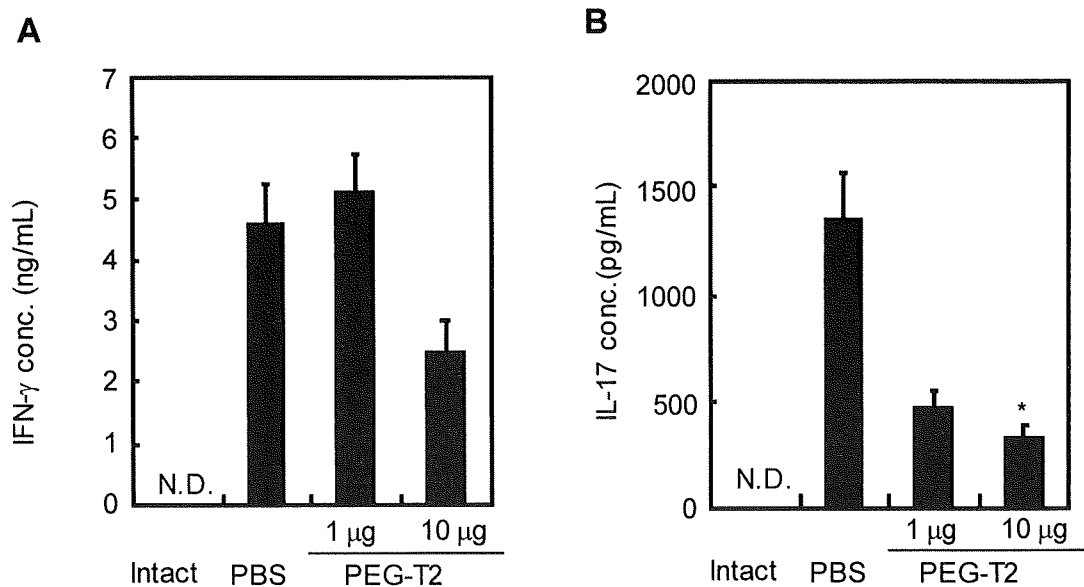 A
IFN-γ conc. (ng/mL)
7
6
5
4
3
2
1
0
N.D.
1 μg 10 μg
Intact PBS PEG-T2
B
IL-17 conc.(pg/mL)
2000
1500
1000
500
0
N.D.
*
1 μg 10 μg
Intact PBS PEG-T2